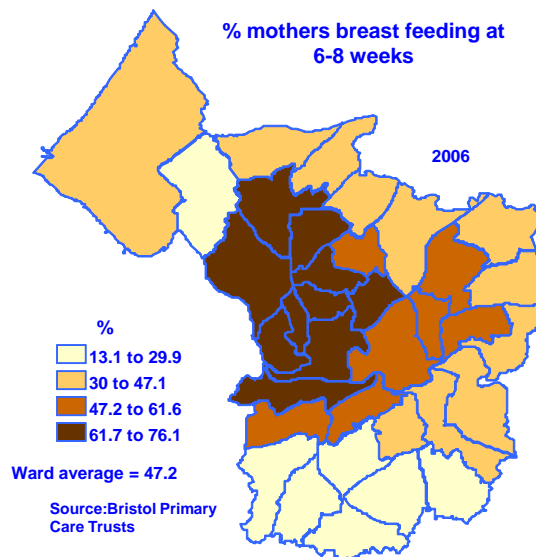 % mothers breast feeding at
6-8 weeks
2006
%
13.1 to 29.9
30 to 47.1
47.2 to 61.6
61.7 to 76.1
Ward average = 47.2
Source:Bristol Primary
Care Trusts